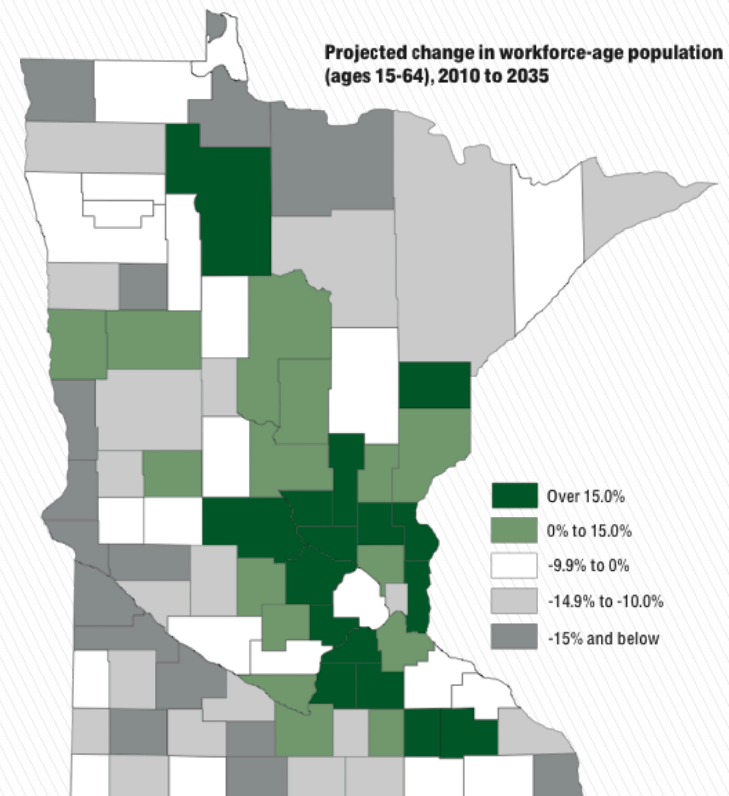 Projected change in workforce-age population
(ages 15-64), 2010 to 2035
Over 15.0%
0% to 15.0%
-9.9% to 0%
-14.9% to -10.0%
-15% and below